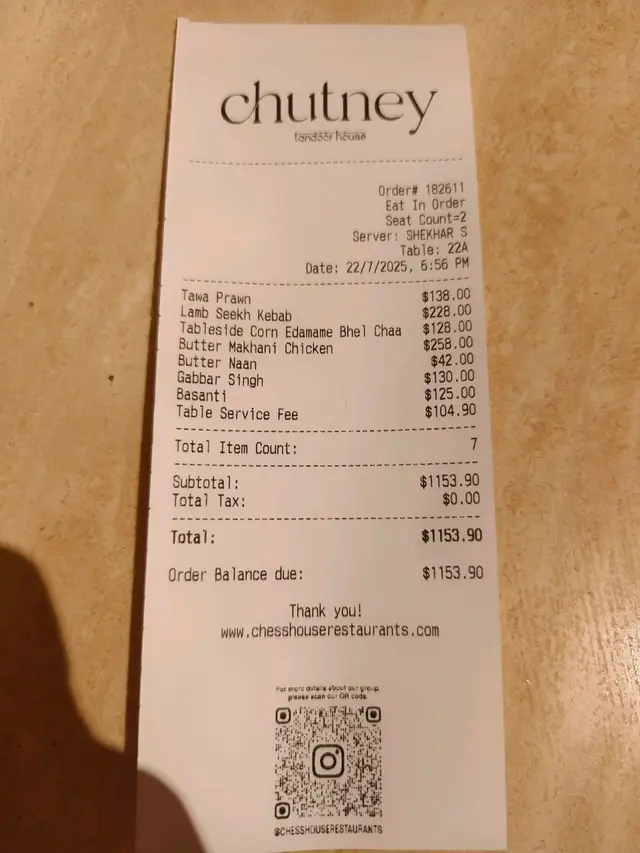 chutney
tandoor house
Order# 182611
Eat In Order
Seat Count=2
Server: SHEKHAR S
Table: 22A
Date: 22/7/2025, 6:56 PM
Tawa Prawn $138.00
Lamb Seekh Kebab $228.00
Tableside Corn Edamame Bhel Chaa $128.00
Butter Makhani Chicken $258.00
Butter Naan $42.00
Gabbar Singh $130.00
Basanti $125.00
Table Service Fee $104.90
Total Item Count: 7
Subtotal: $1153.90
Total Tax: $0.00
Total: $1153.90
Order Balance due: $1153.90
Thank you!
www.chesshouserestaurants.com
For more details about our group,
please scan our QR code.
@CHESSHOUSERESTAURANTS